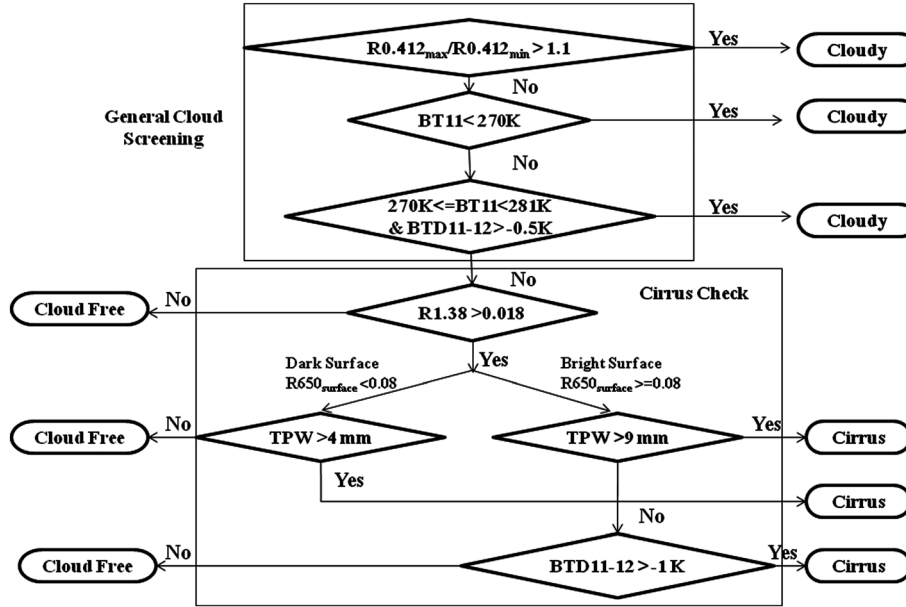 R0.412max/R0.412min>1.1
Yes
Cloudy
No
General Cloud
Screening
BT11<270K
Yes
Cloudy
No
270K<=BT11<281K
& BTD11-12>-0.5K
Yes
Cloudy
No
Cirrus Check
Cloud Free
No
R1.38>0.018
Yes
Dark Surface
R650surface<0.08
Bright Surface
R650surface>=0.08
Cloud Free
No
TPW>4 mm
TPW>9 mm
Yes
Cirrus
Yes
Cirrus
No
Cloud Free
No
BTD11-12>-1 K
Yes
Cirrus